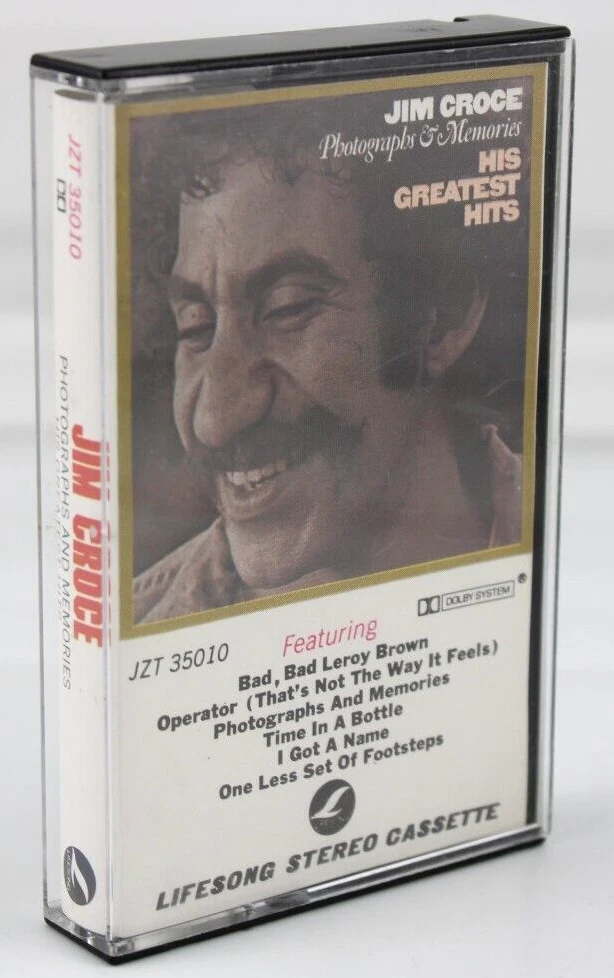 JIM CROCE
Photographs & Memories
HIS
GREATEST
HITS
DOLBY SYSTEM ®
JZT 35010
Featuring
Bad, Bad Leroy Brown
Operator (That's Not The Way It Feels)
Photographs And Memories
Time In A Bottle
I Got A Name
One Less Set Of Footsteps
LIFESONG STEREO CASSETTE
JZT 35010
JIM CROCE
PHOTOGRAPHS AND MEMORIES